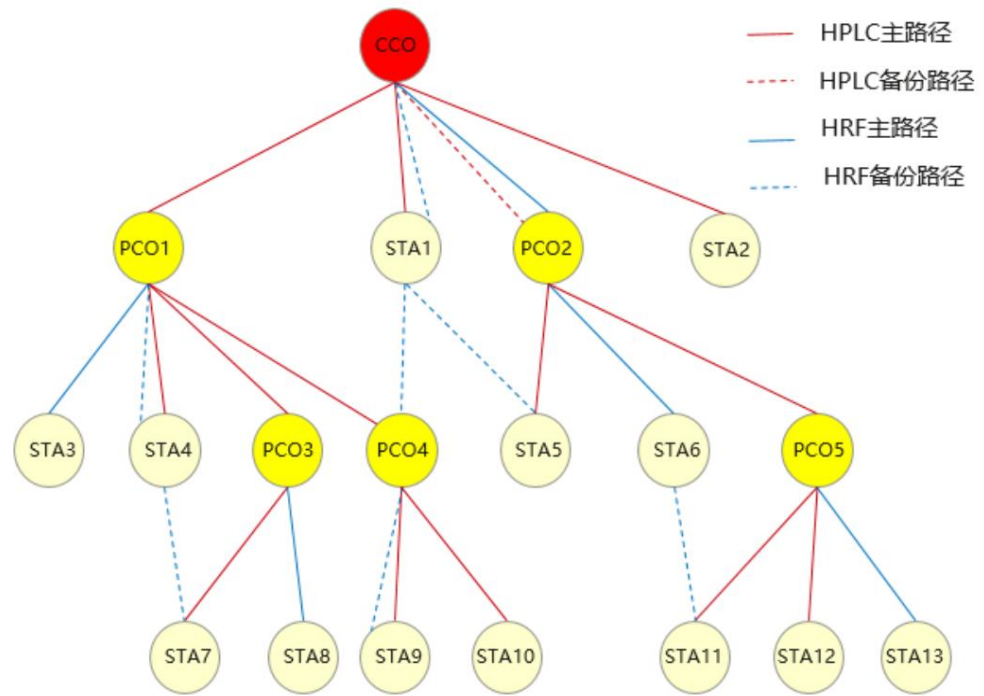 CCO
HPLC主路径
HPLC备份路径
HRF主路径
HRF备份路径
PCO1
STA1
PCO2
STA2
STA3
STA4
PCO3
PCO4
STA5
STA6
PCO5
STA7
STA8
STA9
STA10
STA11
STA12
STA13